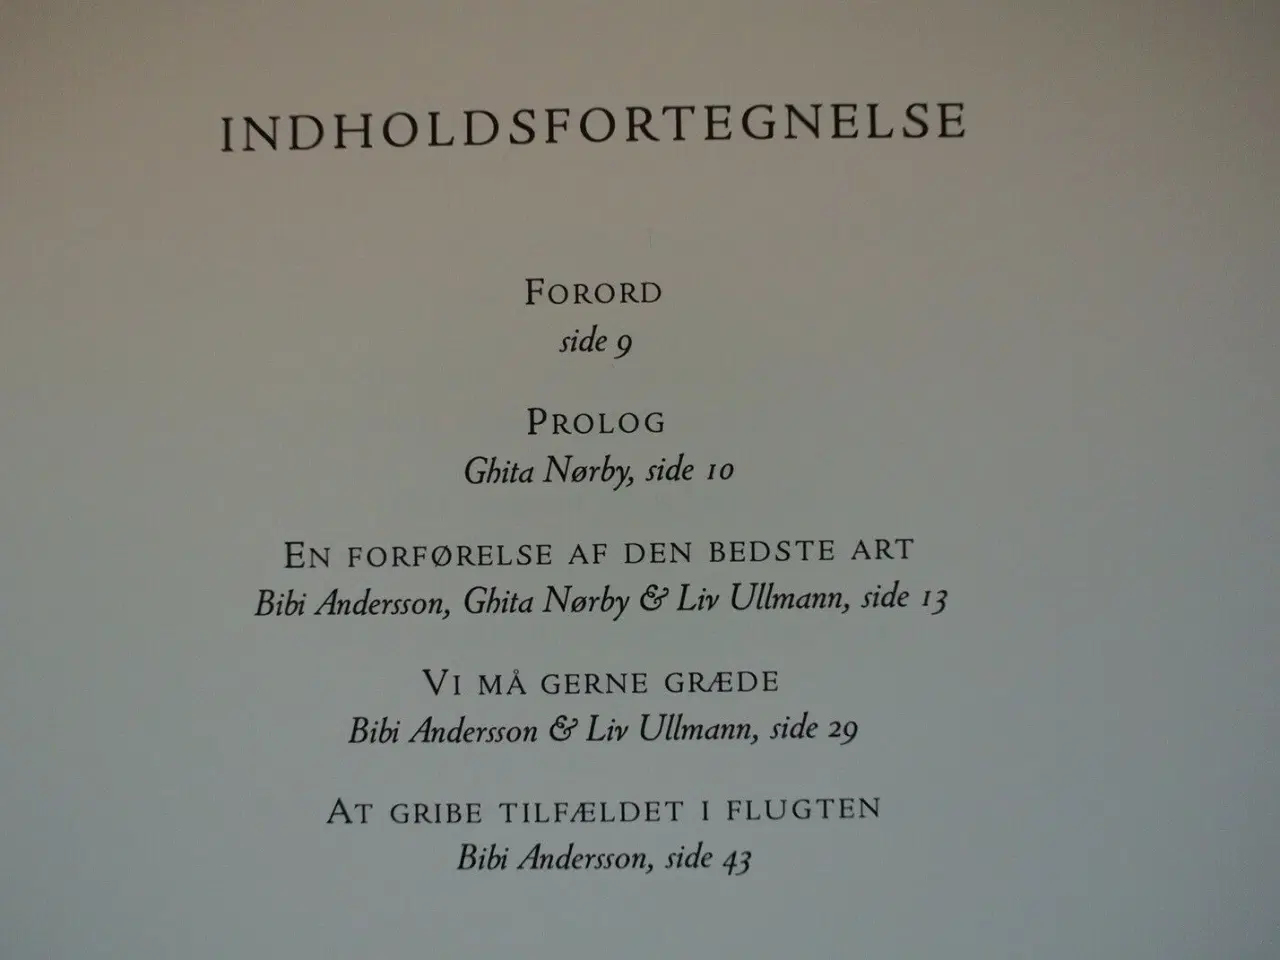 INDHOLDSFORTEGNELSE
FORORD
side 9
PROLOG
Ghita Nørby, side 10
EN FORFØRELSE AF DEN BEDSTE ART
Bibi Andersson, Ghita Nørby & Liv Ullmann, side 13
VI MÅ GERNE GRÆDE
Bibi Andersson & Liv Ullmann, side 29
AT GRIBE TILFÆLDET I FLUGTEN
Bibi Andersson, side 43